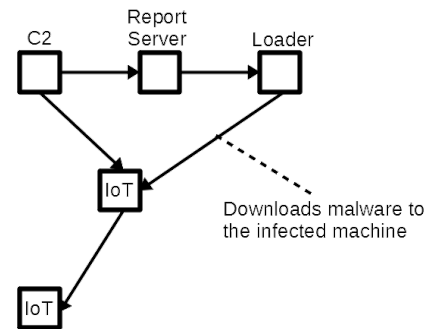 C2
Report
Server
Loader
IoT
Downloads malware to
the infected machine
IoT